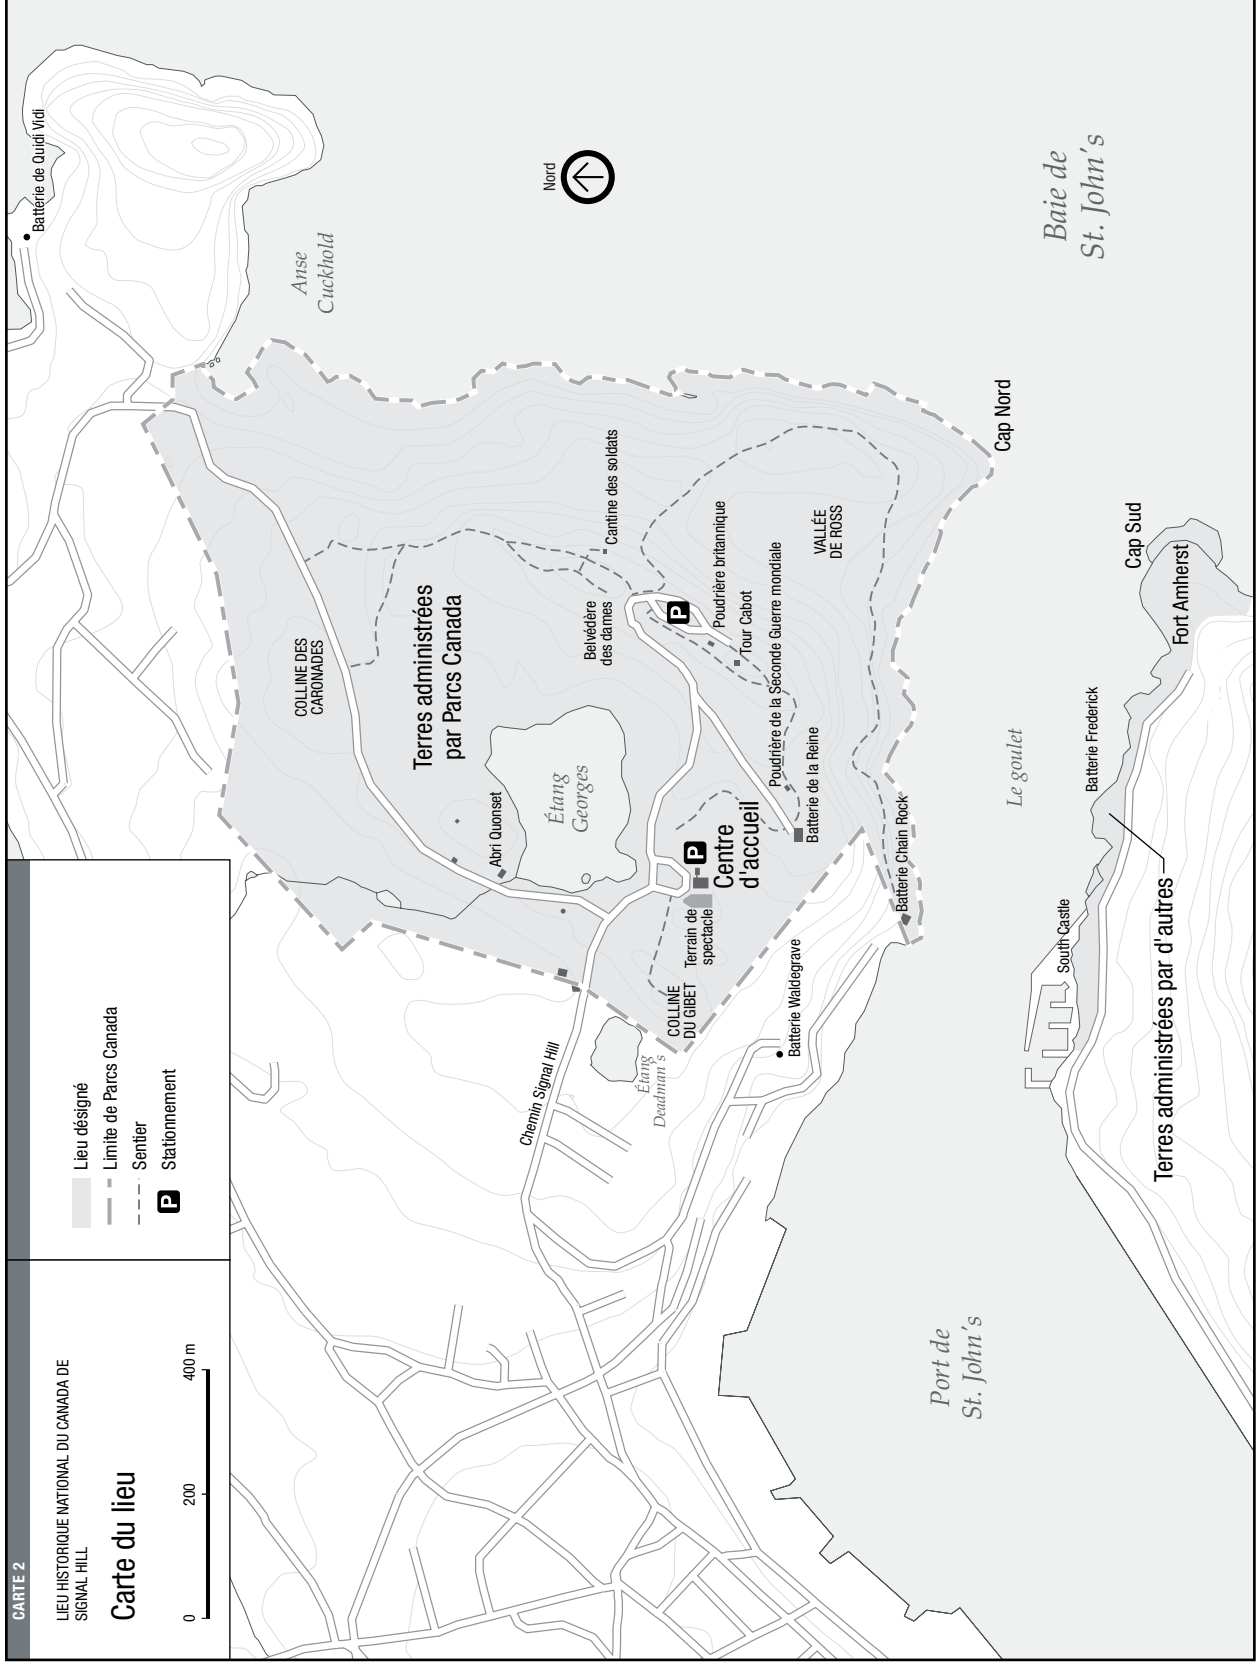 CARTE 2
LIEU HISTORIQUE NATIONAL DU CANADA DE
SIGNAL HILL
Carte du lieu
0
200
400 m
Lieu désigné
Limite de Parcs Canada
Sentier
P
Stationnement
Batterie de Quidi Vidi
Anse
Cuckhold
Nord
Baie de
St. John's
COLLINE DES
CARONADES
Terres administrées
par Parcs Canada
Cantine des soldats
Belvédère
des dames
P
Poudrière britannique
Tour Cabot
Poudrière de la Seconde Guerre mondiale
VALLÉE
DE ROSS
Cap Nord
Abri Quonset
Étang
Georges
P
Centre
d'accueil
Batterie de la Reine
Terrain de
spectacle
COLLINE
DU GIBET
Batterie Chain Rock
Batterie Waldegrave
Chemin Signal Hill
Étang
Deadman's
Le goulet
Cap Sud
Fort Amherst
Batterie Frederick
South Castle
Terres administrées par d'autres
Port de
St. John's